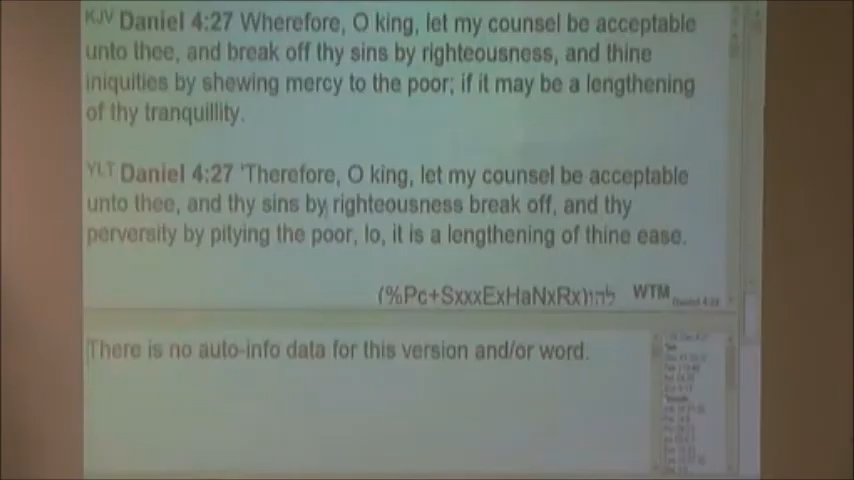 KJV Daniel 4:27 Wherefore, O king, let my counsel be acceptable
unto thee, and break off thy sins by righteousness, and thine
iniquities by shewing mercy to the poor; if it may be a lengthening
of thy tranquillity.
YLT Daniel 4:27 'Therefore, O king, let my counsel be acceptable
unto thee, and thy sins by righteousness break off, and thy
perversity by pitying the poor, lo, it is a lengthening of thine ease.
(%Pc+SxxxExHaNxRx) WTM
There is no auto-info data for this version and/or word.